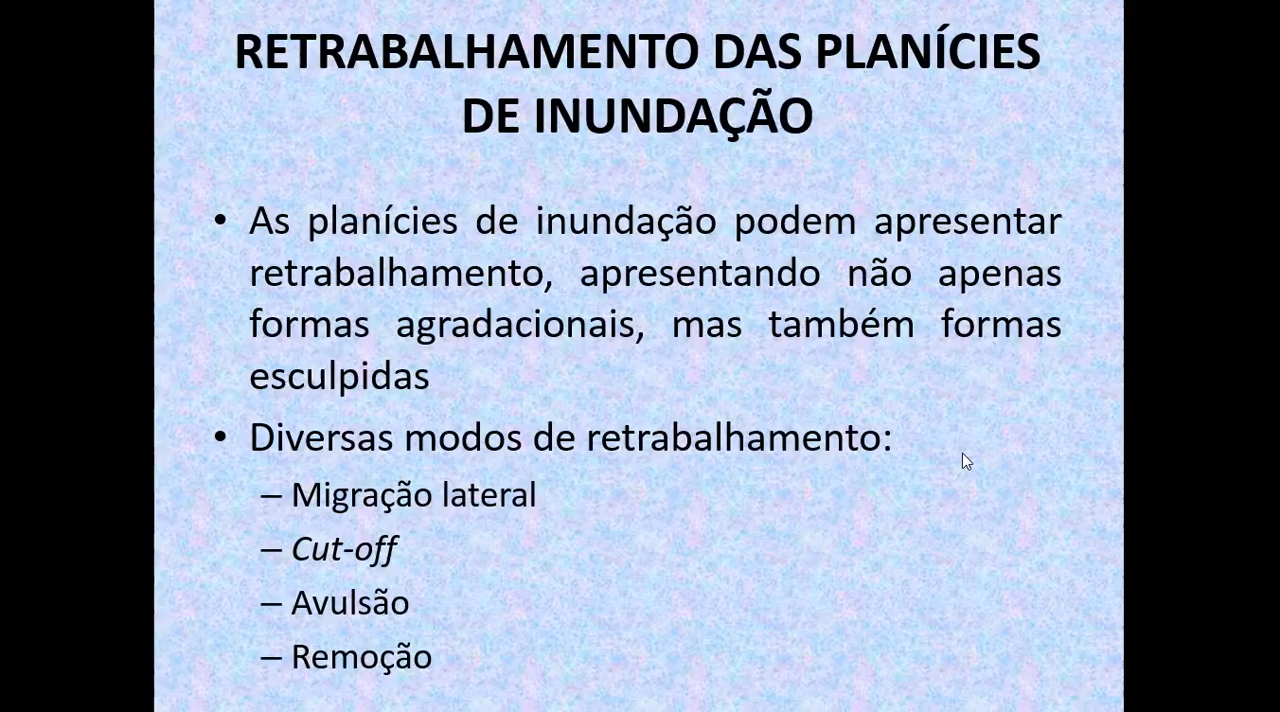 RETRABALHAMENTO DAS PLANÍCIES
DE INUNDAÇÃO
• As planícies de inundação podem apresentar
retrabalhamento, apresentando não apenas
formas agradacionais, mas também formas
esculpidas
• Diversas modos de retrabalhamento:
– Migração lateral
– Cut-off
– Avulsão
– Remoção